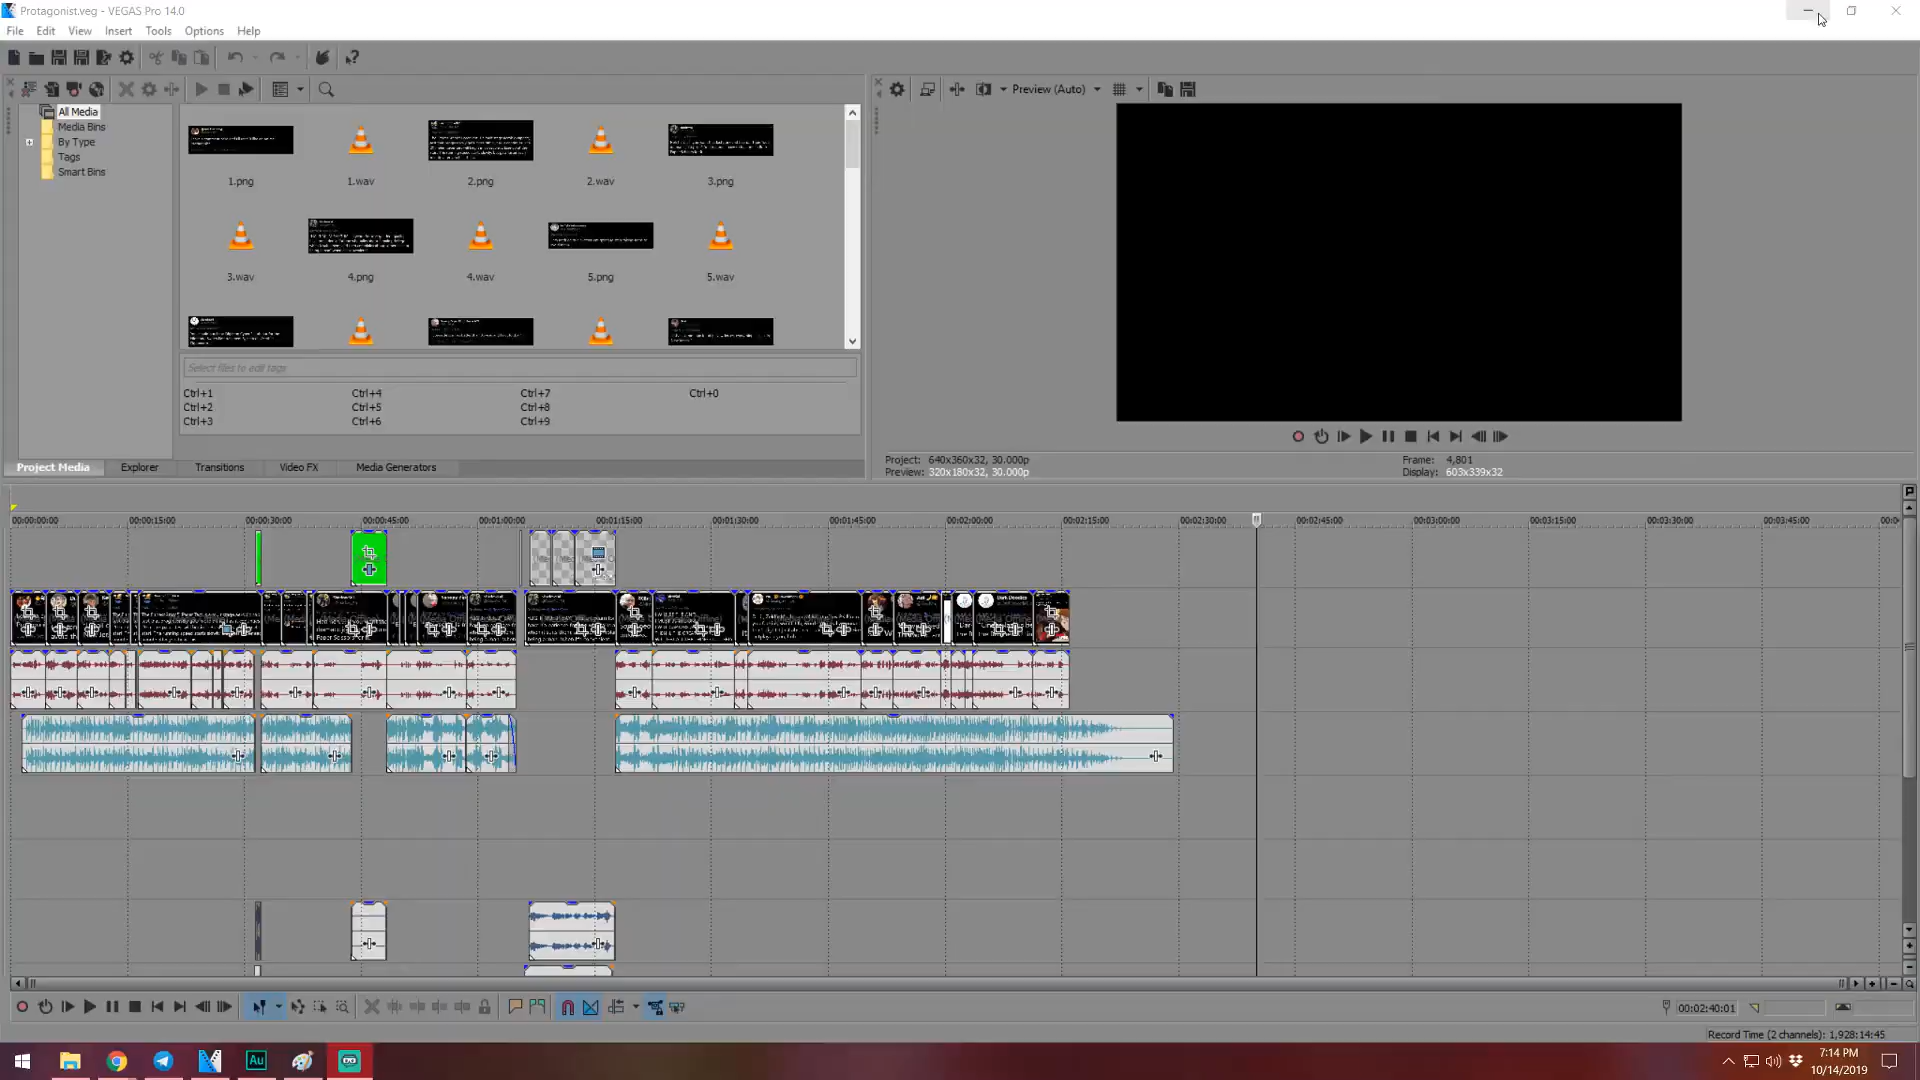 Protagonist.veg - VEGAS Pro 14.0
File Edit View Insert Tools Options Help
Preview (Auto)
All Media
Media Bins
By Type
Tags
Smart Bins
1.png 1.wav 2.png 2.wav 3.png
3.wav 4.png 4.wav 5.png 5.wav
Select files to edit tags
Ctrl+1 Ctrl+4 Ctrl+7 Ctrl+0
Ctrl+2 Ctrl+5 Ctrl+8
Ctrl+3 Ctrl+6 Ctrl+9
Project Media Explorer Transitions Video FX Media Generators
Project: 640x360x32, 30.000p Frame: 4,801
Preview: 320x180x32, 30.000p Display: 603x339x32
00:00:00:00 00:00:15:00 00:00:30:00 00:00:45:00 00:01:00:00 00:01:15:00 00:01:30:00 00:01:45:00 00:02:00:00 00:02:15:00 00:02:30:00 00:02:45:00 00:03:00:00 00:03:15:00 00:03:30:00 00:03:45:00
00:02:40:01
Record Time (2 channels): 1,928:14:45
Au
7:14 PM
10/14/2019